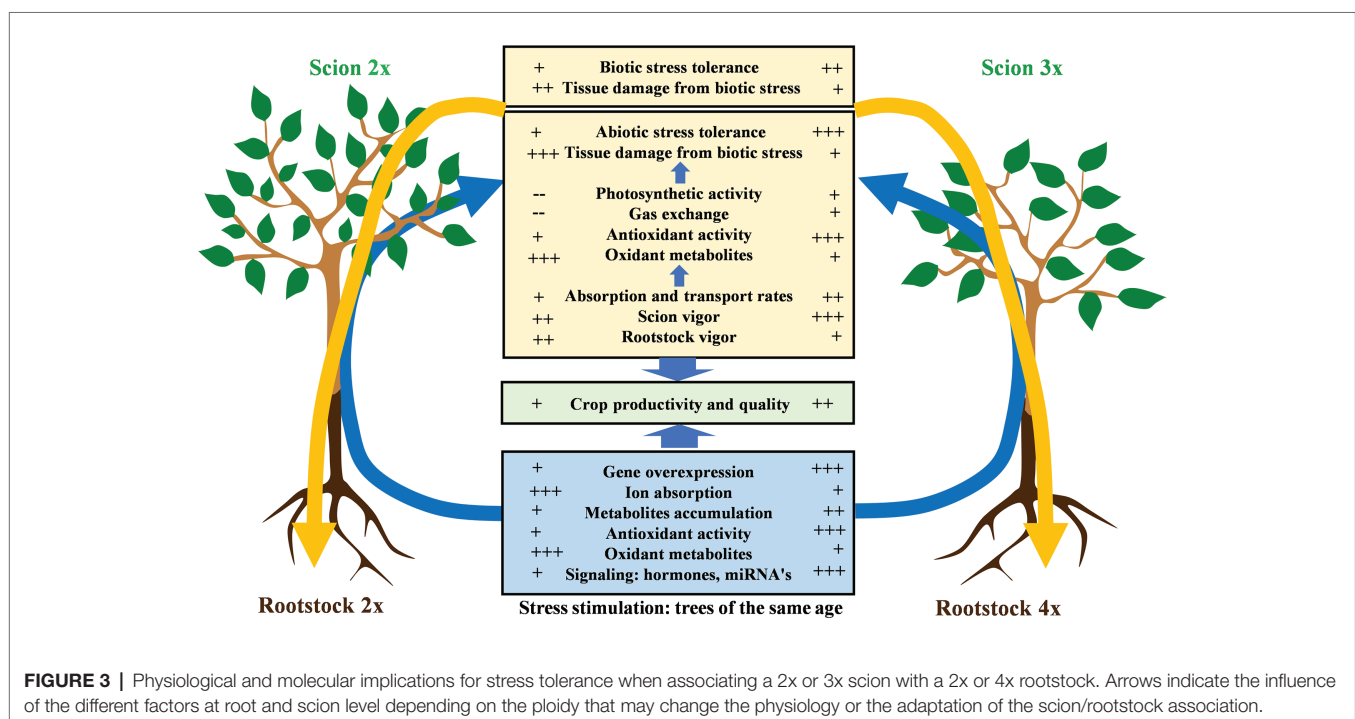 Scion 2x
Scion 3x
+ Biotic stress tolerance ++
++ Tissue damage from biotic stress +
+ Abiotic stress tolerance +++
+++ Tissue damage from biotic stress +
-- Photosynthetic activity +
-- Gas exchange +
+ Antioxidant activity +++
+++ Oxidant metabolites +
+ Absorption and transport rates ++
++ Scion vigor +++
++ Rootstock vigor +
+ Crop productivity and quality ++
+ Gene overexpression +++
+++ Ion absorption +
+ Metabolites accumulation ++
+ Antioxidant activity +++
+++ Oxidant metabolites +
+ Signaling: hormones, miRNA's +++
Rootstock 2x
Stress stimulation: trees of the same age
Rootstock 4x
FIGURE 3 | Physiological and molecular implications for stress tolerance when associating a 2x or 3x scion with a 2x or 4x rootstock. Arrows indicate the influence
of the different factors at root and scion level depending on the ploidy that may change the physiology or the adaptation of the scion/rootstock association.